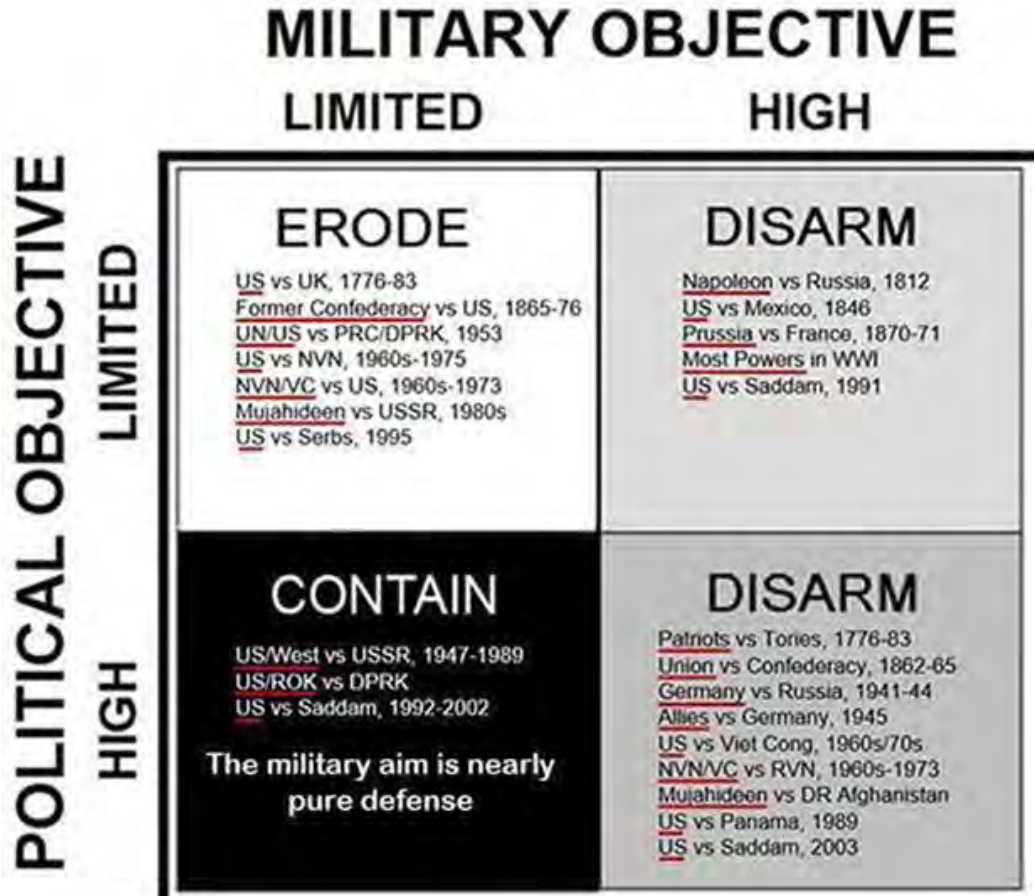 MILITARY OBJECTIVE
LIMITED
HIGH
POLITICAL OBJECTIVE
LIMITED
ERODE
US vs UK, 1776-83
Former Confederacy vs US, 1865-76
UN/US vs PRC/DPRK, 1953
US vs NVN, 1960s-1975
NVN/VC vs US, 1960s-1973
Mujahideen vs USSR, 1980s
US vs Serbs, 1995
DISARM
Napoleon vs Russia, 1812
US vs Mexico, 1846
Prussia vs France, 1870-71
Most Powers in WWI
US vs Saddam, 1991
HIGH
CONTAIN
US/West vs USSR, 1947-1989
US/ROK vs DPRK
US vs Saddam, 1992-2002
The military aim is nearly
pure defense
DISARM
Patriots vs Tories, 1776-83
Union vs Confederacy, 1862-65
Germany vs Russia, 1941-44
Allies vs Germany, 1945
US vs Viet Cong, 1960s/70s
NVN/VC vs RVN, 1960s-1973
Mujahideen vs DR Afghanistan
US vs Panama, 1989
US vs Saddam, 2003